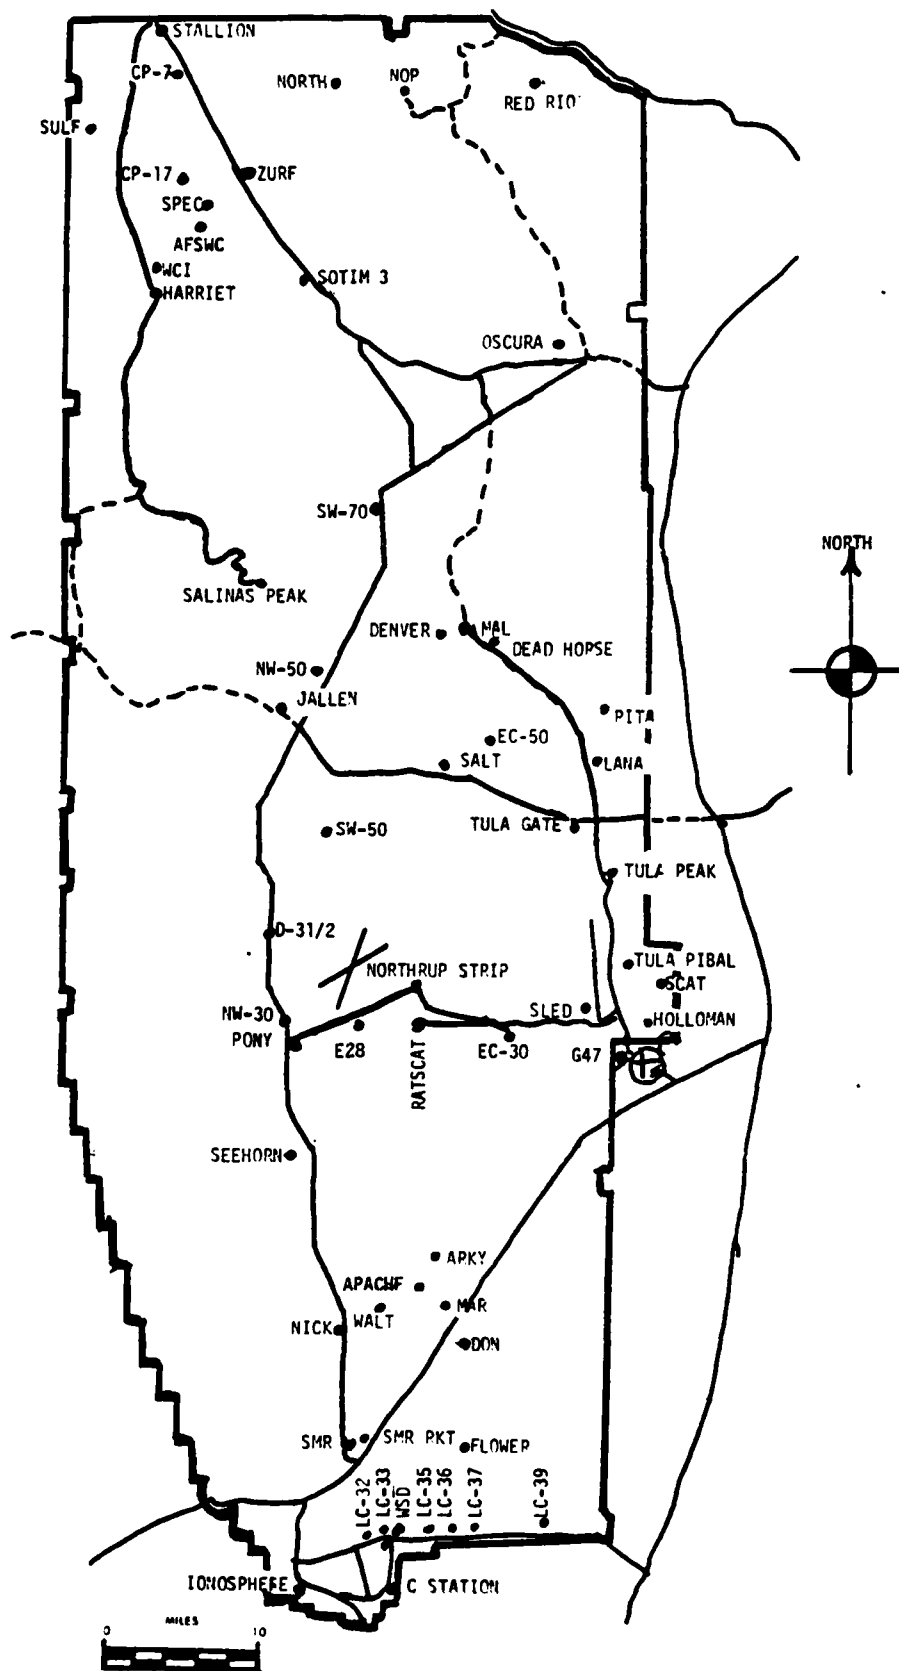 STALLION
CP-7
NORTH
NOP
RED RIO
SULF
CP-17
ZURF
SPEC
AFSWC
WCI
HARRIET
SOTIM 3
OSCURA
SW-70
NORTH
SALINAS PEAK
DENVER
MAL
DEAD HOPSE
NW-50
JALLEN
PITA
EC-50
SALT
LANA
SW-50
TULA GATE
TULA PEAK
D-31/2
NORTHRUP STRIP
TULA PIBAL
SCAT
NW-30
SLED
HOLLOMAN
PONY
E28
RATSCAT
EC-30
G47
SEEHORN
ARKY
APACHE
MAR
WALT
NICK
DON
SMR
SMR RKT
FLOWER
LC-32
LC-33
WSD
LC-35
LC-36
LC-37
LC-39
IONOSPHERE
C STATION
MILES
0 10